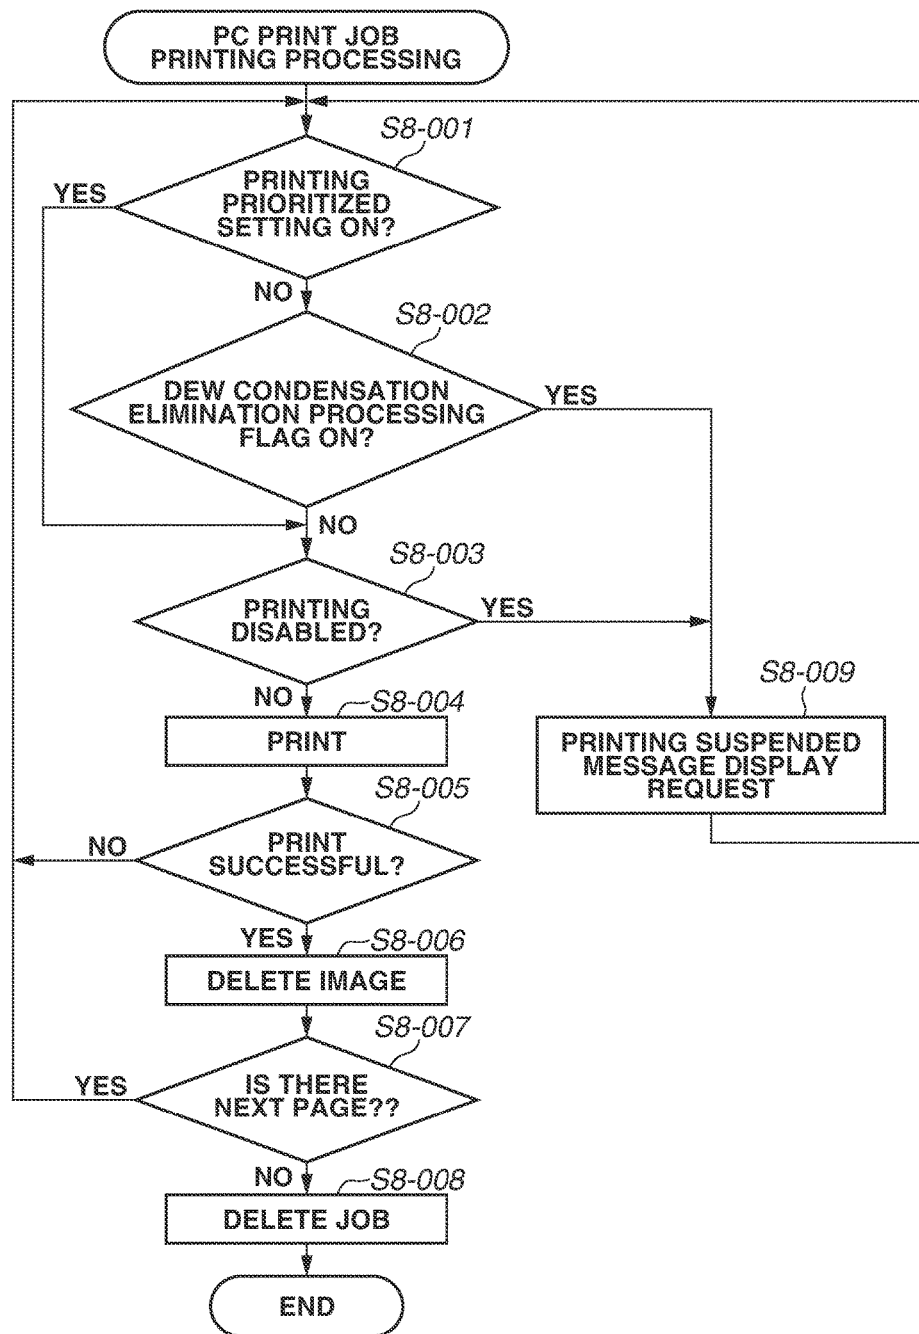 PC PRINT JOB
PRINTING PROCESSING
S8-001
PRINTING
PRIORITIZED
SETTING ON?
YES
NO
S8-002
DEW CONDENSATION
ELIMINATION PROCESSING
FLAG ON?
YES
NO
S8-003
PRINTING
DISABLED?
YES
NO
S8-004
PRINT
S8-009
PRINTING SUSPENDED
MESSAGE DISPLAY
REQUEST
S8-005
PRINT
SUCCESSFUL?
NO
YES
S8-006
DELETE IMAGE
S8-007
IS THERE
NEXT PAGE??
YES
NO
S8-008
DELETE JOB
END